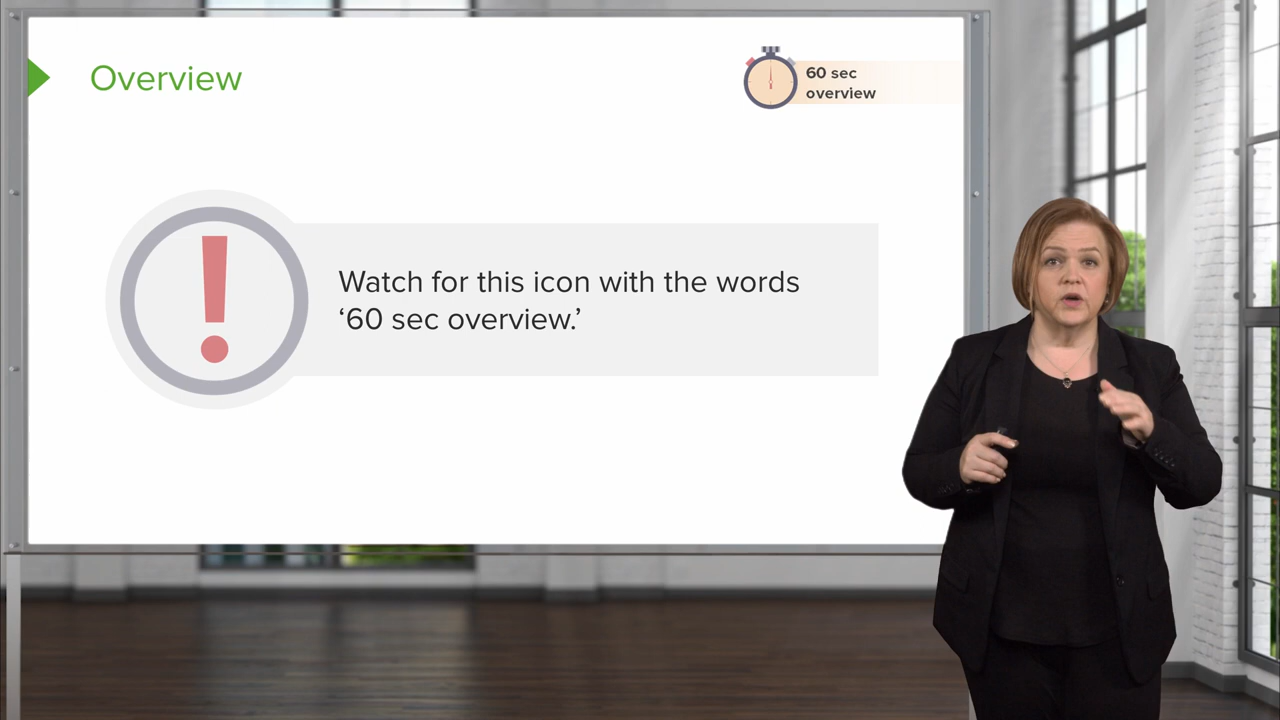 Overview
60 sec
overview
Watch for this icon with the words
‘60 sec overview.’